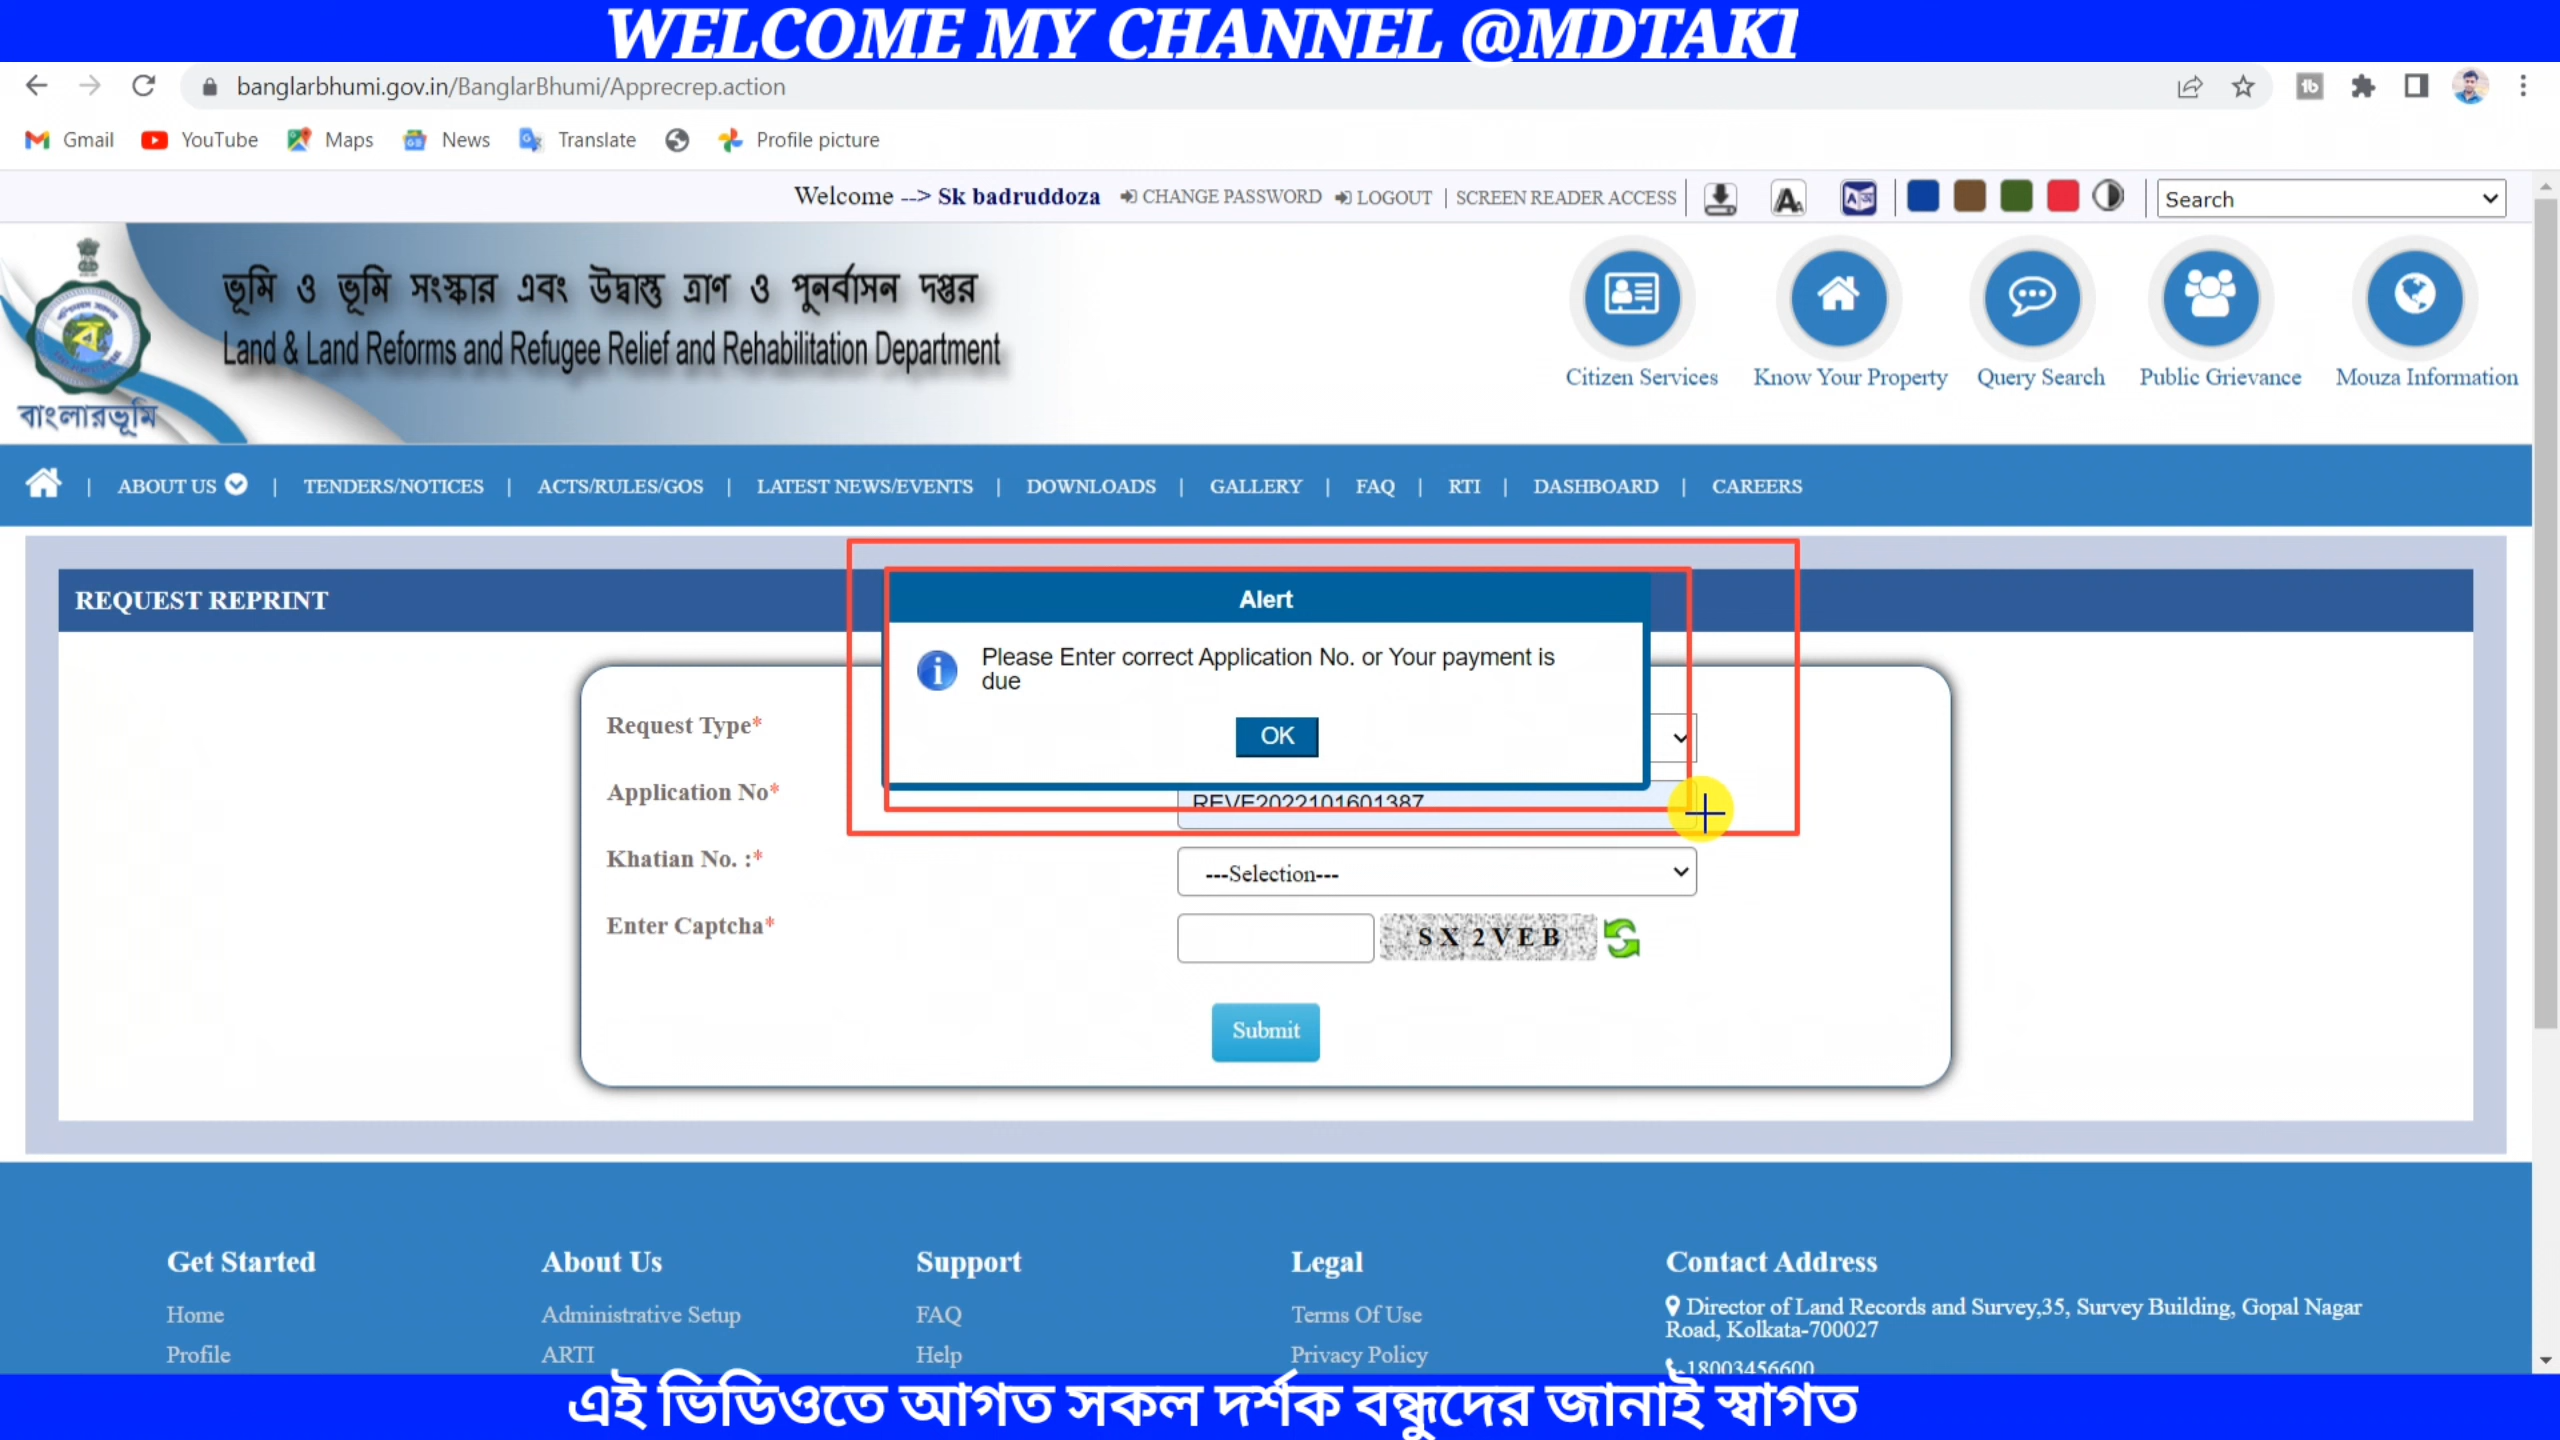 WELCOME MY CHANNEL @MDTAKI
banglarbhumi.gov.in/BanglarBhumi/Apprecrep.action
Gmail YouTube Maps News Translate Profile picture
Welcome --> Sk badruddoza CHANGE PASSWORD LOGOUT | SCREEN READER ACCESS Search
ভূমি ও ভূমি সংস্কার এবং উদ্বাস্তু ত্রাণ ও পুনর্বাসন দপ্তর
Land & Land Reforms and Refugee Relief and Rehabilitation Department
বাংলারভূমি
Citizen Services Know Your Property Query Search Public Grievance Mouza Information
ABOUT US | TENDERS/NOTICES | ACTS/RULES/GOS | LATEST NEWS/EVENTS | DOWNLOADS | GALLERY | FAQ | RTI | DASHBOARD | CAREERS
REQUEST REPRINT
Alert
Please Enter correct Application No. or Your payment is
due
OK
Request Type*
Application No* REVE2022101601387
Khatian No. :* ---Selection---
Enter Captcha* SX2VEB
Submit
Get Started About Us Support Legal Contact Address
Home Administrative Setup FAQ Terms Of Use Director of Land Records and Survey,35, Survey Building, Gopal Nagar
Road, Kolkata-700027
Profile ARTI Help Privacy Policy 18003456600
এই ভিডিওতে আগত সকল দর্শক বন্ধুদের জানাই স্বাগত